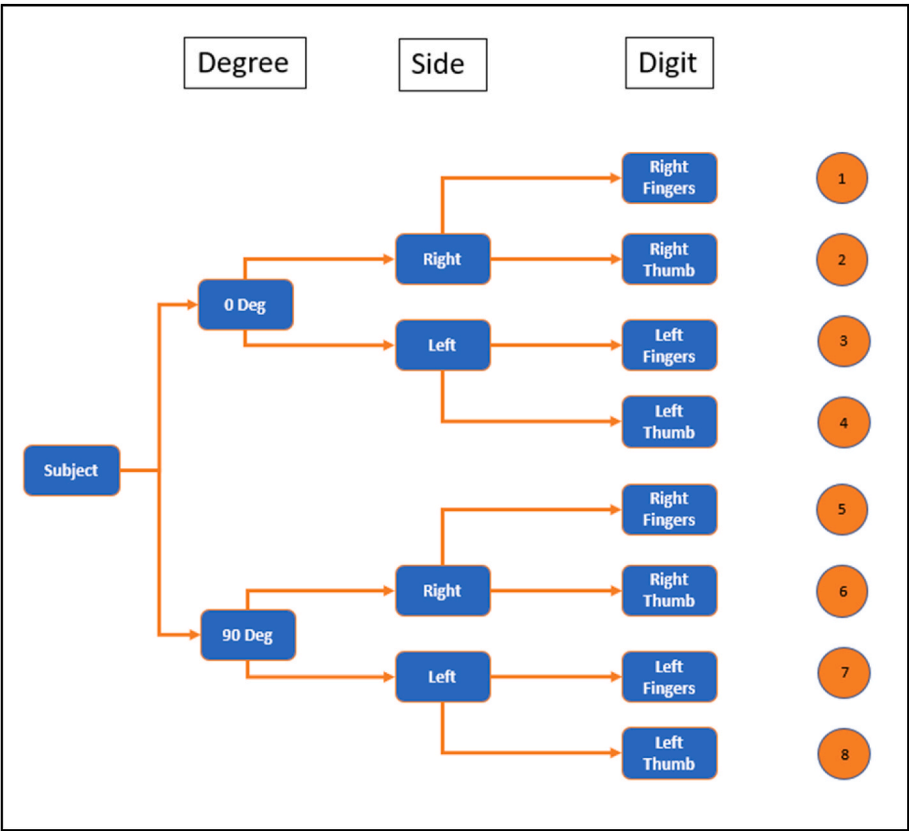 Degree
Side
Digit
Right
Fingers
1
Right
Right
Thumb
2
0 Deg
Left
Left
Fingers
3
Left
Thumb
4
Subject
Right
Fingers
5
Right
Right
Thumb
6
90 Deg
Left
Left
Fingers
7
Left
Thumb
8